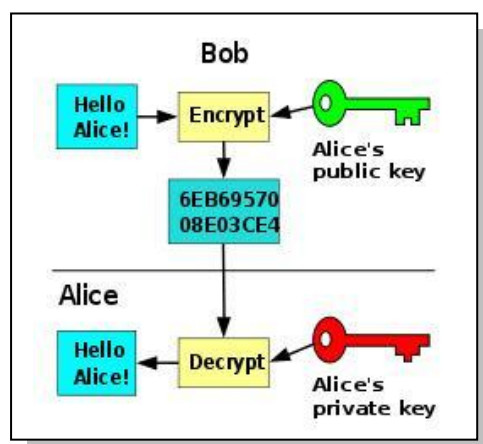 Bob
Hello
Alice!
Encrypt
Alice's
public key
6EB69570
08E03CE4
Alice
Hello
Alice!
Decrypt
Alice's
private key